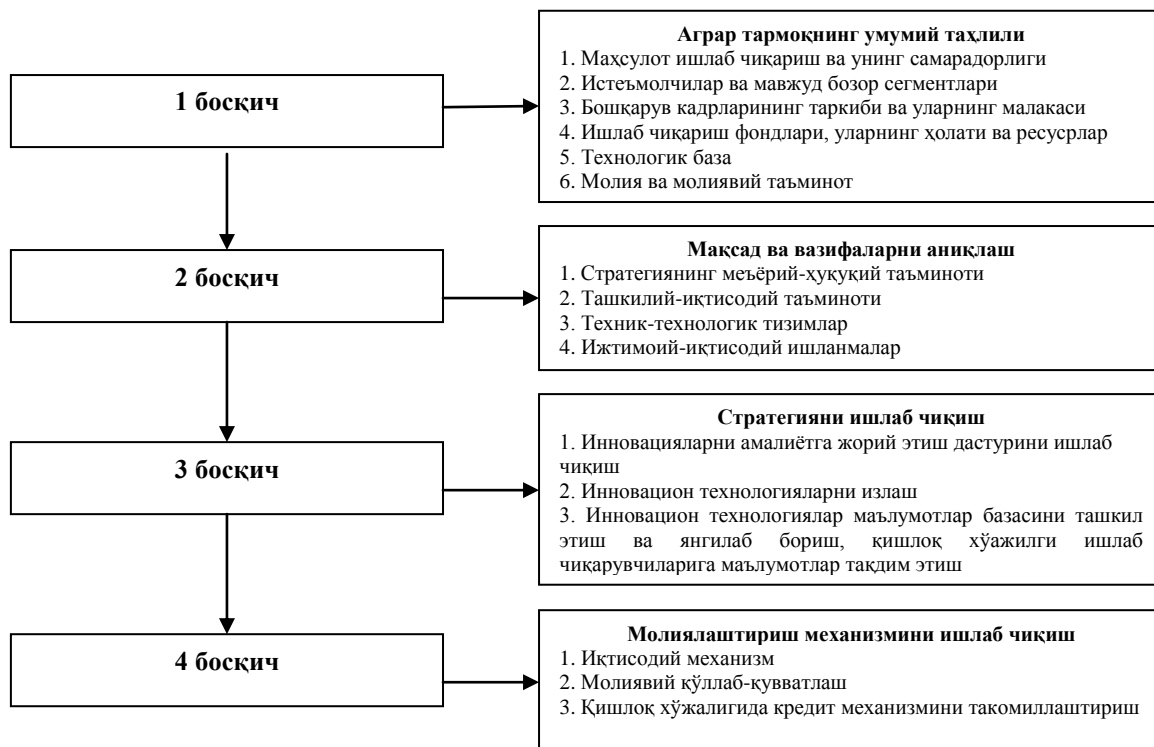 1 босқич
Аграр тармоқнинг умумий таҳлили
1. Маҳсулот ишлаб чиқариш ва унинг самарадорлиги
2. Истеъмолчилар ва мавжуд бозор сегментлари
3. Бошқарув кадрларининг таркиби ва уларнинг малакаси
4. Ишлаб чиқариш фондлари, уларнинг ҳолати ва ресусрлар
5. Технологик база
6. Молия ва молиявий таъминот
2 босқич
Мақсад ва вазифаларни аниқлаш
1. Стратегиянинг меъёрий-ҳуқуқий таъминоти
2. Ташкилий-иқтисодий таъминоти
3. Техник-технологик тизимлар
4. Ижтимоий-иқтисодий ишланмалар
3 босқич
Стратегияни ишлаб чиқиш
1. Инновацияларни амалиётга жорий этиш дастурини ишлаб
чиқиш
2. Инновацион технологияларни излаш
3. Инновацион технологиялар маълумотлар базасини ташкил
этиш ва янгилаб бориш, қишлоқ хўажилги ишлаб
чиқарувчиларига маълумотлар тақдим этиш
4 босқич
Молиялаштириш механизмини ишлаб чиқиш
1. Иқтисодий механизм
2. Молиявий қўллаб-қувватлаш
3. Қишлоқ хўжалигида кредит механизмини такомиллаштириш